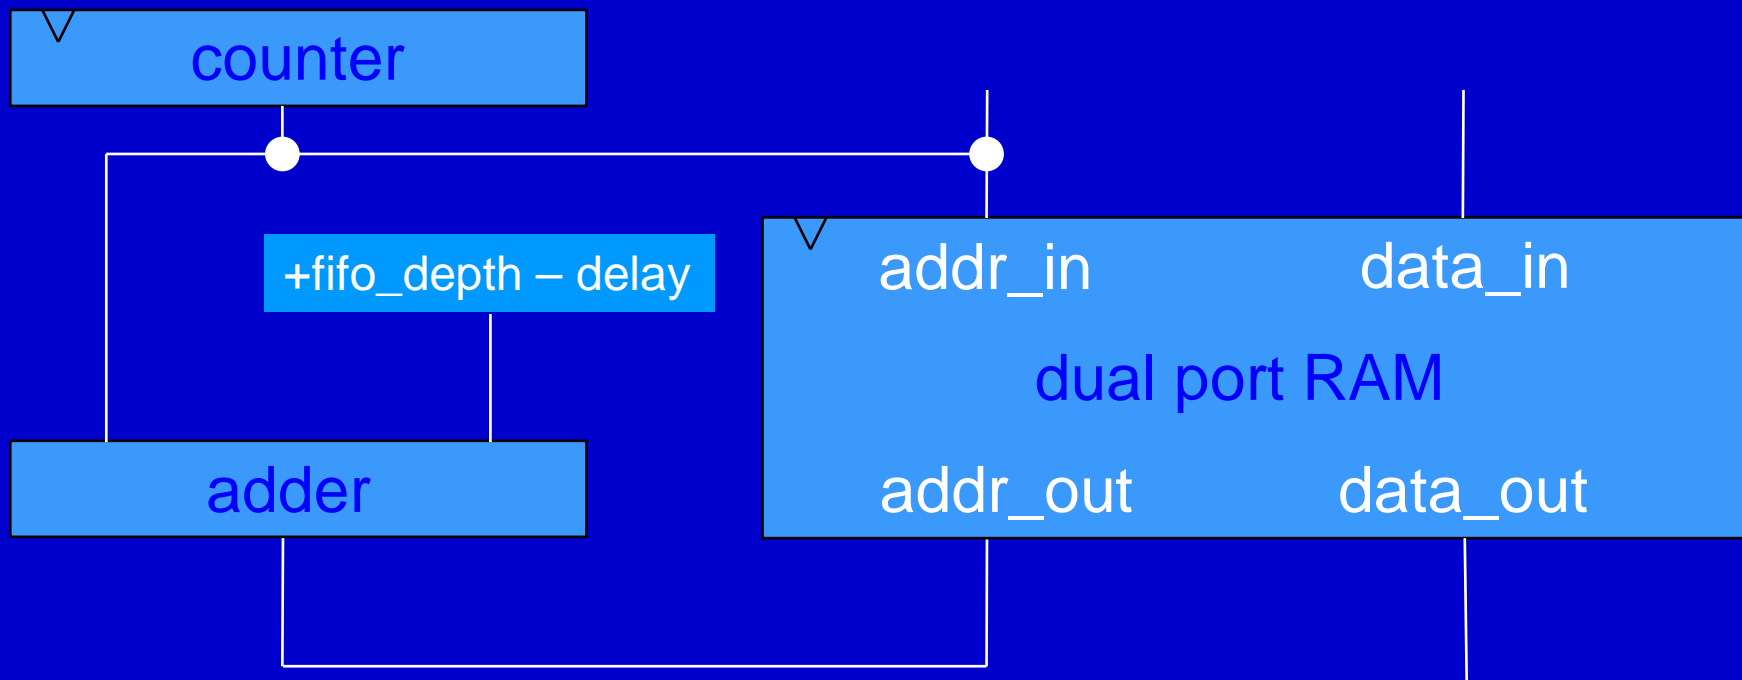 counter
+fifo_depth – delay
addr_in
data_in
dual port RAM
adder
addr_out
data_out